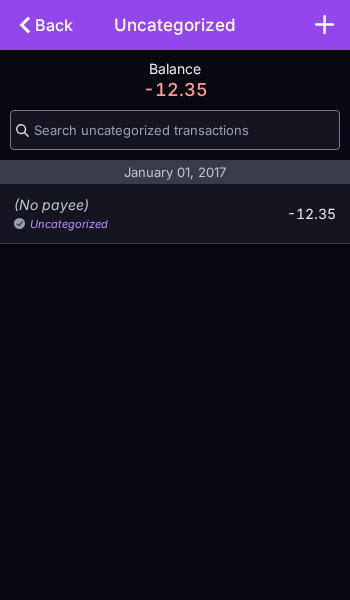 Back
Uncategorized
Balance
-12.35
Search uncategorized transactions
January 01, 2017
(No payee)
Uncategorized
-12.35